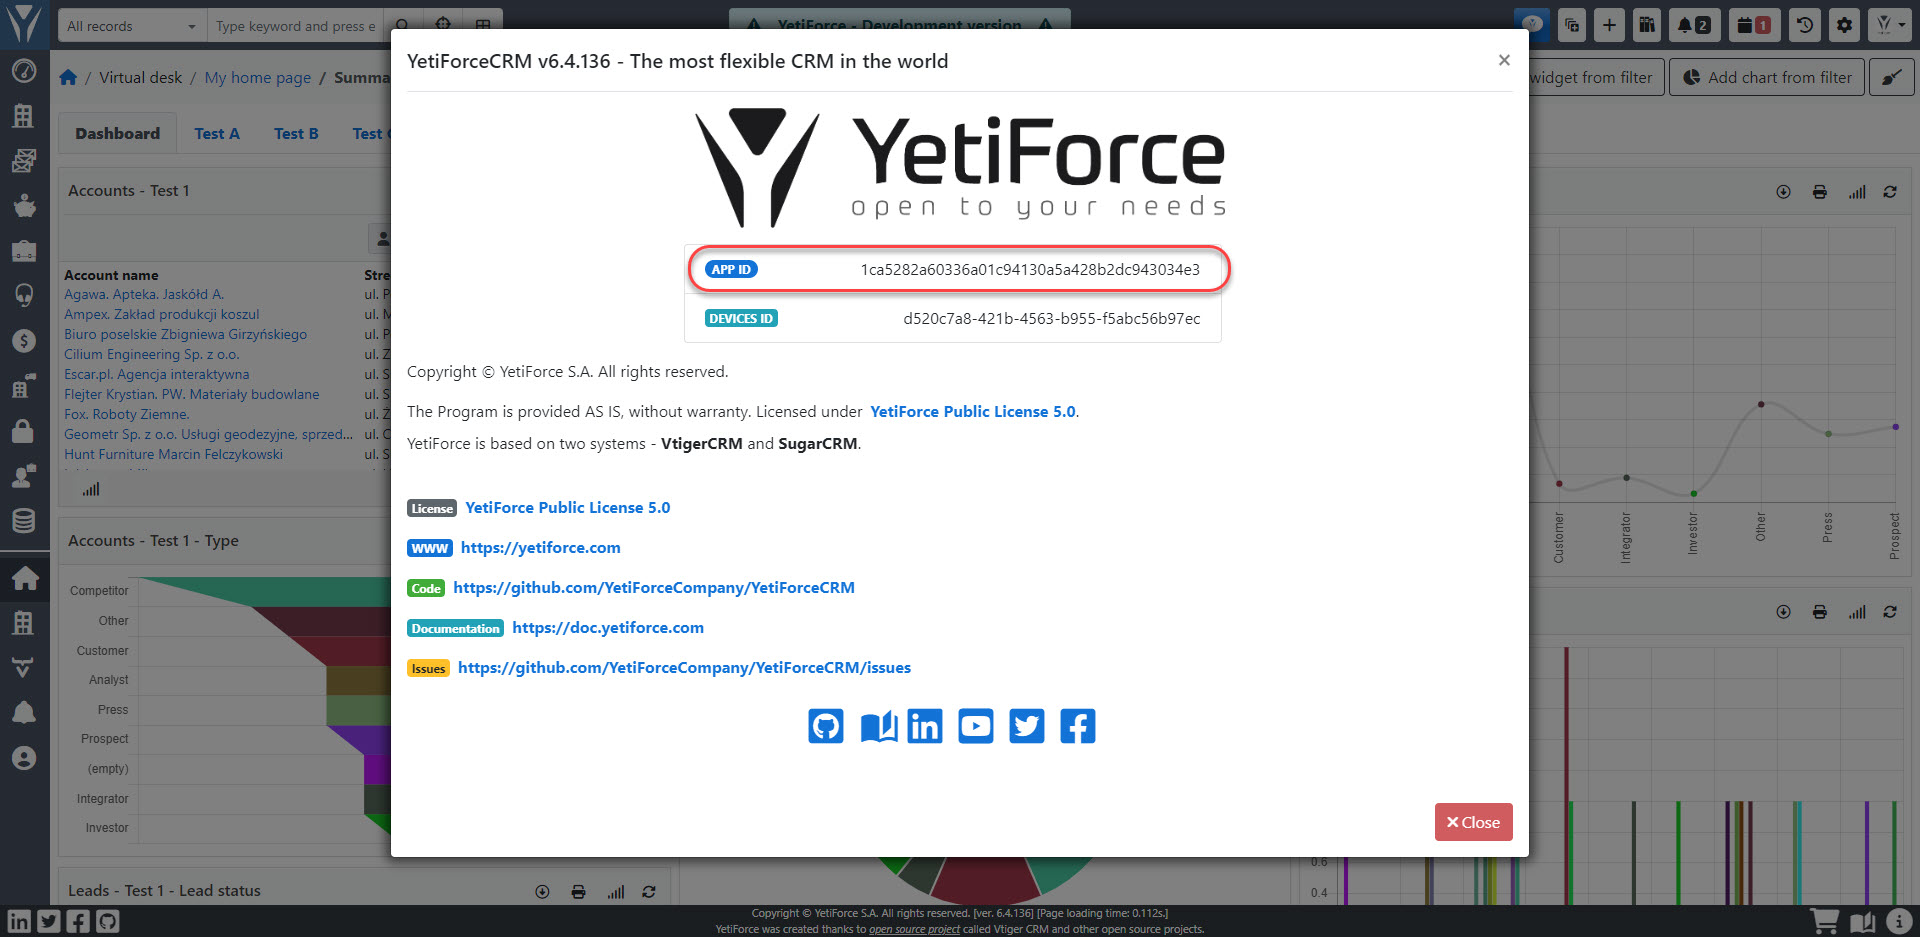 All records
Type keyword and press e
YetiForce - Development version
2
1
Virtual desk / My home page / Summa
widget from filter
Add chart from filter
Dashboard
Test A
Test B
Test
YetiForceCRM v6.4.136 - The most flexible CRM in the world
×
YetiForce
open to your needs
APP ID 1ca5282a60336a01c94130a5a428b2dc943034e3
DEVICES ID d520c7a8-421b-4563-b955-f5abc56b97ec
Copyright © YetiForce S.A. All rights reserved.
The Program is provided AS IS, without warranty. Licensed under YetiForce Public License 5.0.
YetiForce is based on two systems - VtigerCRM and SugarCRM.
License YetiForce Public License 5.0
WWW https://yetiforce.com
Code https://github.com/YetiForceCompany/YetiForceCRM
Documentation https://doc.yetiforce.com
Issues https://github.com/YetiForceCompany/YetiForceCRM/issues
Close
Accounts - Test 1
Account name
Stre
Agawa. Apteka. Jaskółd A.
ul. P
Ampex. Zakład produkcji koszul
ul. M
Biuro poselskie Zbigniewa Girzyńskiego
ul. P
Cilium Engineering Sp. z o.o.
ul. Z
Escar.pl. Agencja interaktywna
ul. S
Flejter Krystian. PW. Materiały budowlane
ul. S
Fox. Roboty Ziemne.
ul. Z
Geometr Sp. z o.o. Usługi geodezyjne, sprzed...
ul. C
Hunt Furniture Marcin Felczykowski
ul. S
Accounts - Test 1 - Type
Competitor
Other
Customer
Analyst
Press
Prospect
(empty)
Integrator
Investor
Leads - Test 1 - Lead status
Customer
Integrator
Investor
Other
Press
Prospect
0.6
0.4
Copyright © YetiForce S.A. All rights reserved. [ver. 6.4.136] [Page loading time: 0.112s.]
YetiForce was created thanks to open source project called Vtiger CRM and other open source projects.